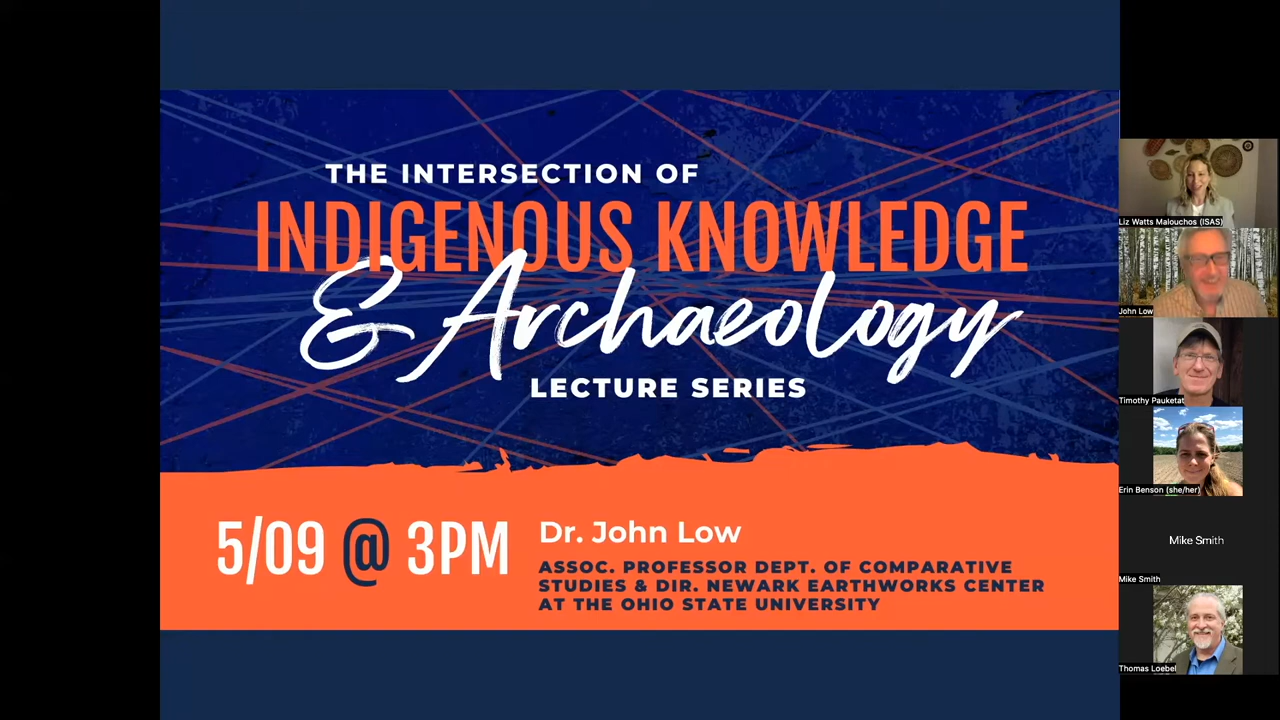 THE INTERSECTION OF
INDIGENOUS KNOWLEDGE
& Archaeology
LECTURE SERIES
5/09 @ 3PM
Dr. John Low
ASSOC. PROFESSOR DEPT. OF COMPARATIVE
STUDIES & DIR. NEWARK EARTHWORKS CENTER
AT THE OHIO STATE UNIVERSITY
Liz Watts Malouchos (ISAS)
John Low
Timothy Pauketat
Erin Benson (she/her)
Mike Smith
Mike Smith
Thomas Loebel